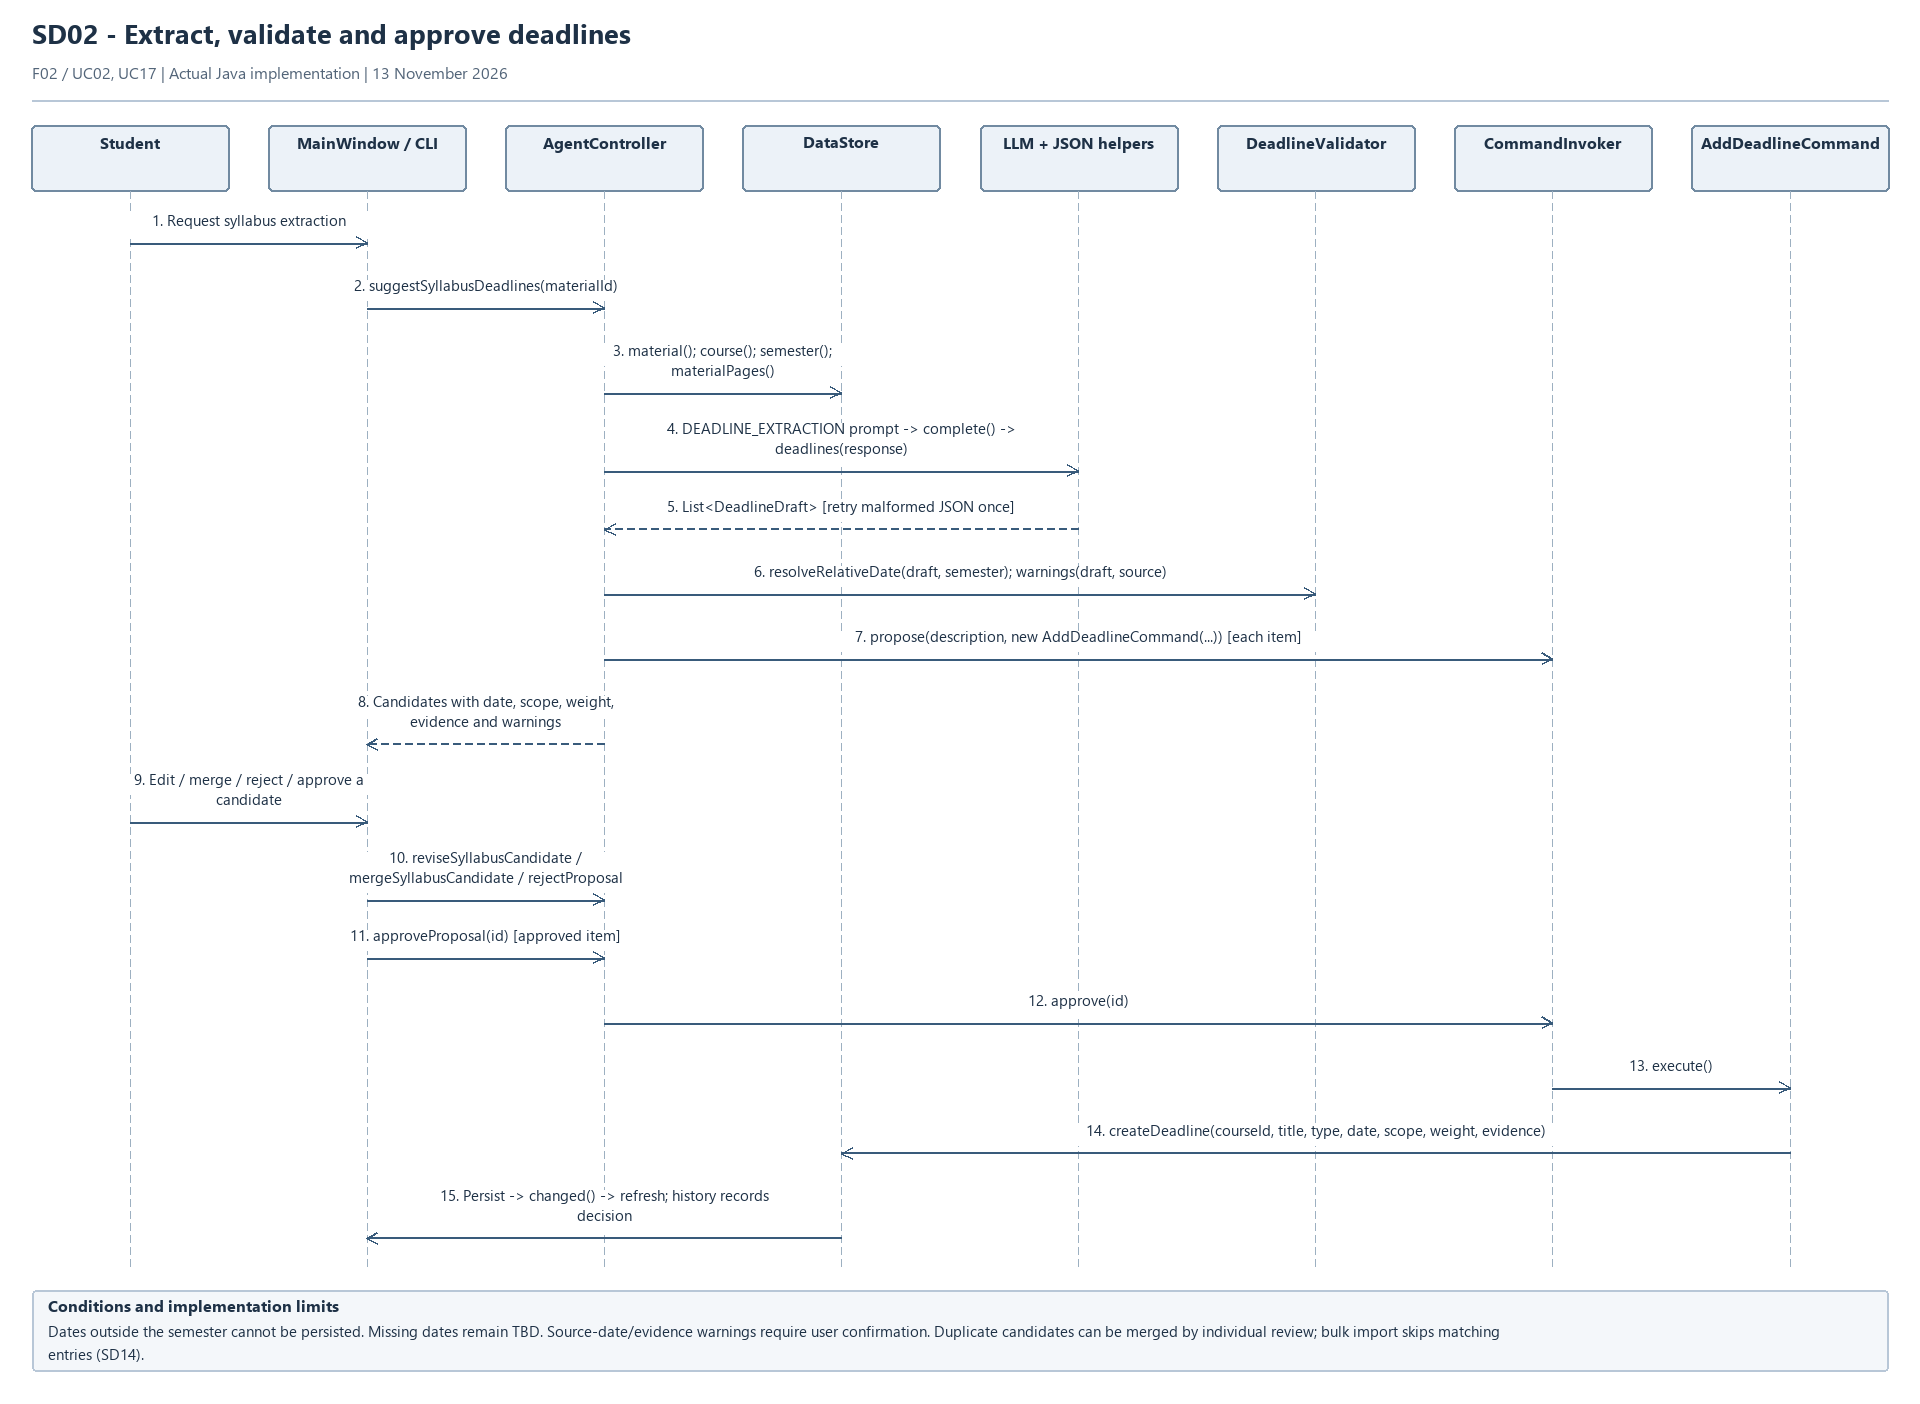 SD02 - Extract, validate and approve deadlines
F02 / UC02, UC17 | Actual Java implementation | 13 November 2026
Student
MainWindow / CLI
AgentController
DataStore
LLM + JSON helpers
DeadlineValidator
CommandInvoker
AddDeadlineCommand
1. Request syllabus extraction
2. suggestSyllabusDeadlines(materialId)
3. material(); course(); semester();
materialPages()
4. DEADLINE_EXTRACTION prompt -> complete() ->
deadlines(response)
5. List<DeadlineDraft> [retry malformed JSON once]
6. resolveRelativeDate(draft, semester); warnings(draft, source)
7. propose(description, new AddDeadlineCommand(...)) [each item]
8. Candidates with date, scope, weight,
evidence and warnings
9. Edit / merge / reject / approve a
candidate
10. reviseSyllabusCandidate /
mergeSyllabusCandidate / rejectProposal
11. approveProposal(id) [approved item]
12. approve(id)
13. execute()
14. createDeadline(courseId, title, type, date, scope, weight, evidence)
15. Persist -> changed() -> refresh; history records
decision
Conditions and implementation limits
Dates outside the semester cannot be persisted. Missing dates remain TBD. Source-date/evidence warnings require user confirmation. Duplicate candidates can be merged by individual review; bulk import skips matching
entries (SD14).